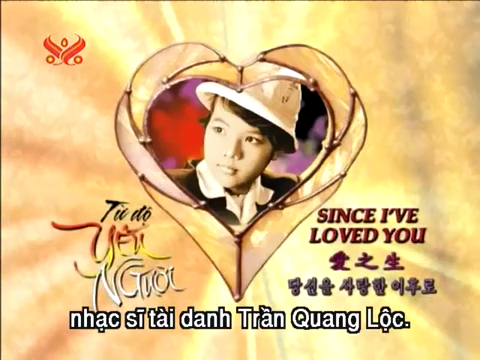 Từ độ
YÊU
NGƯỜI
SINCE I'VE
LOVED YOU
愛之生
당신을 사랑한 이후로
nhạc sĩ tài danh Trần Quang Lộc.